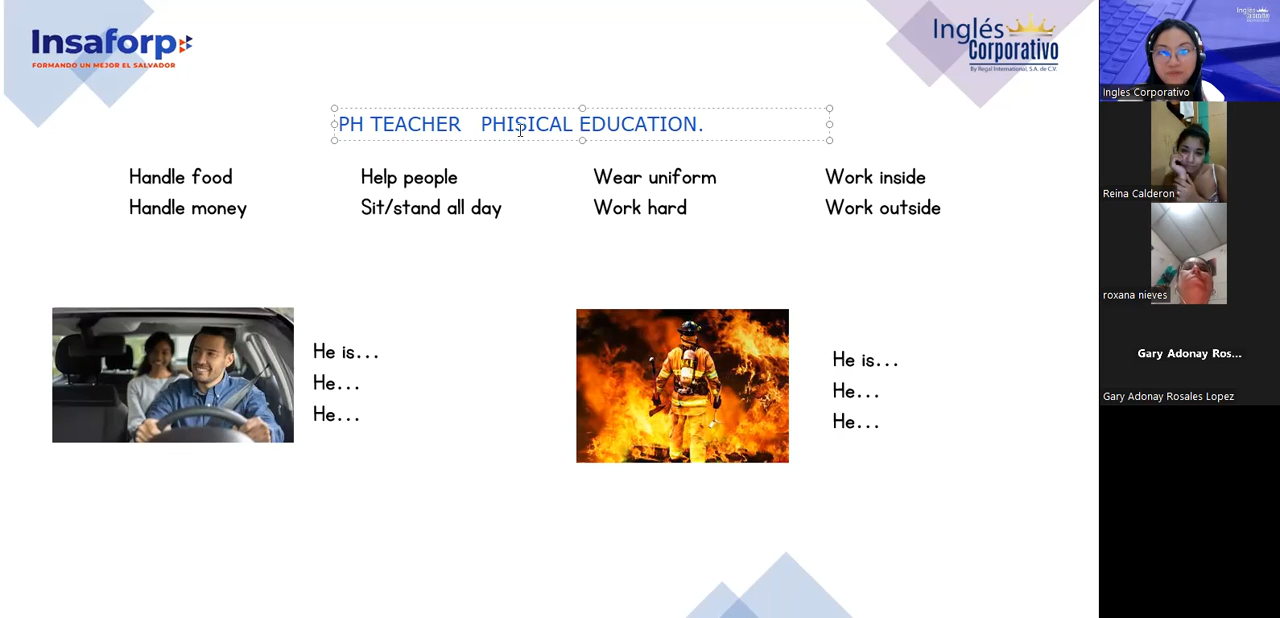 Insaforp
FORMANDO UN MEJOR EL SALVADOR
Inglés
Corporativo
By Regal International, S.A. de C.V.
PH TEACHER PHISICAL EDUCATION.
Handle food
Handle money
Help people
Sit/stand all day
Wear uniform
Work hard
Work inside
Work outside
He is...
He...
He...
He is...
He...
He...
Ingles Corporativo
Reina Calderon
roxana nieves
Gary Adonay Ros...
Gary Adonay Rosales Lopez